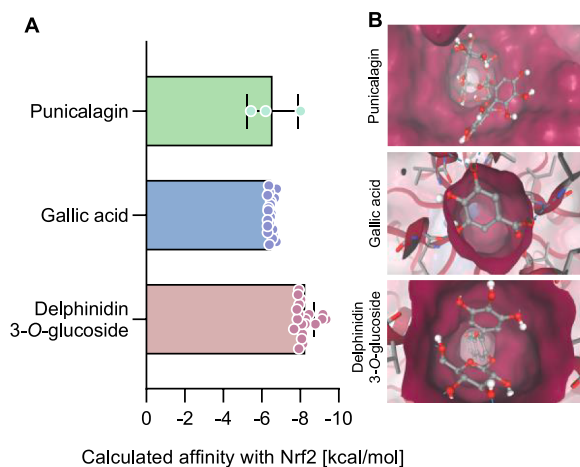 A
Punicalagin
Gallic acid
Delphinidin
3-O-glucoside
0 -2 -4 -6 -8 -10
Calculated affinity with Nrf2 [kcal/mol]
B
Punicalagin
Gallic acid
Delphinidin
3-O-glucoside